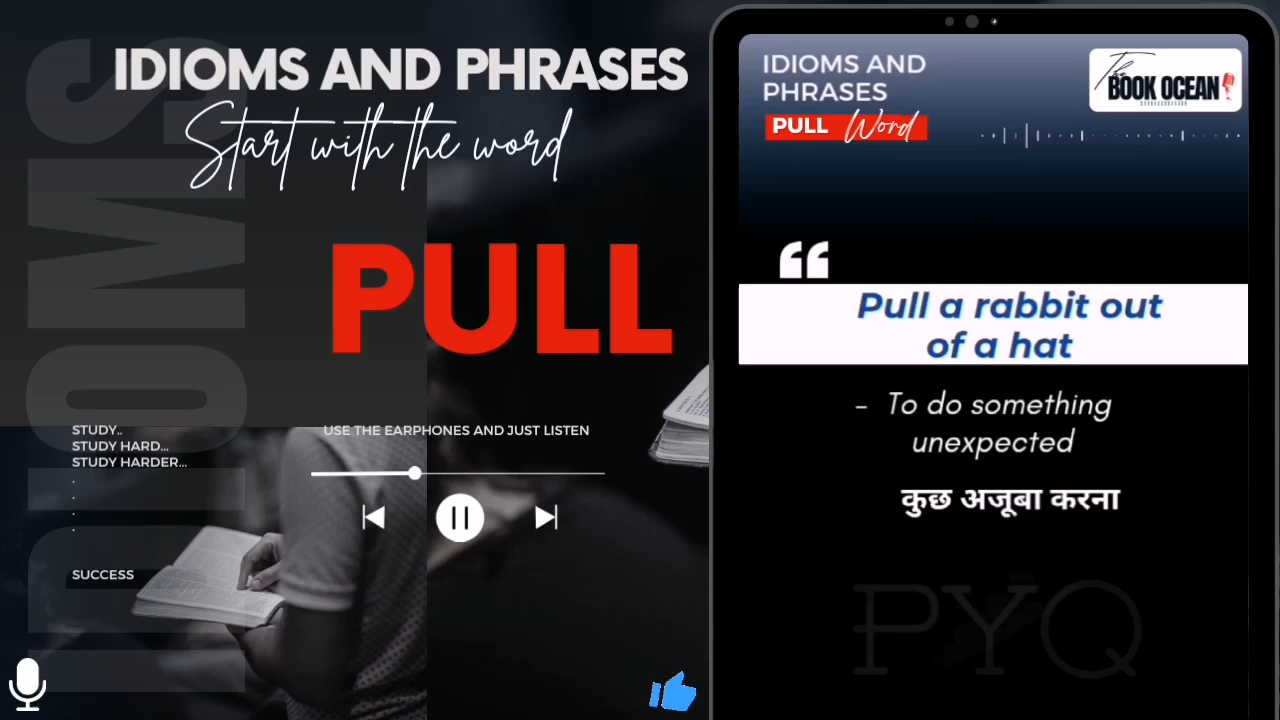 IDIOMS
IDIOMS AND PHRASES
Start with the word
PULL
STUDY..
STUDY HARD...
STUDY HARDER...
.
.
.
.
SUCCESS
USE THE EARPHONES AND JUST LISTEN
IDIOMS AND
PHRASES
PULL Word
The
BOOK OCEAN
“
Pull a rabbit out
of a hat
- To do something
unexpected
कुछ अजूबा करना
PYQ